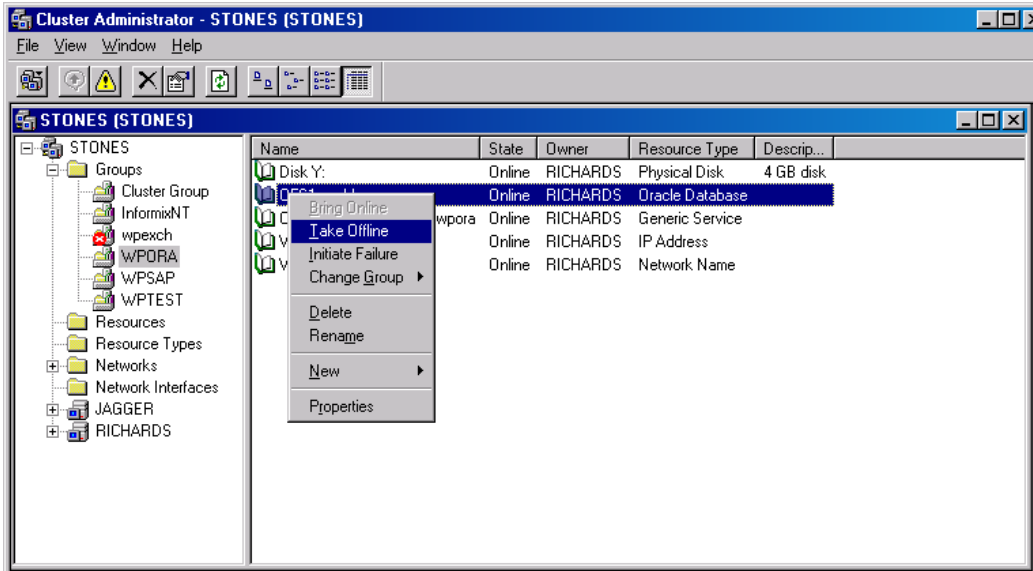 Cluster Administrator - STONES (STONES)
File View Window Help
STONES (STONES)
STONES
Groups
Cluster Group
InformixNT
wpexch
WPORA
WPSAP
WPTEST
Resources
Resource Types
Networks
Network Interfaces
JAGGER
RICHARDS
Name State Owner Resource Type Descrip...
Disk Y: Online RICHARDS Physical Disk 4 GB disk
Online RICHARDS Oracle Database
wpora Online RICHARDS Generic Service
Online RICHARDS IP Address
Online RICHARDS Network Name
Bring Online
Take Offline
Initiate Failure
Change Group
Delete
Rename
New
Properties